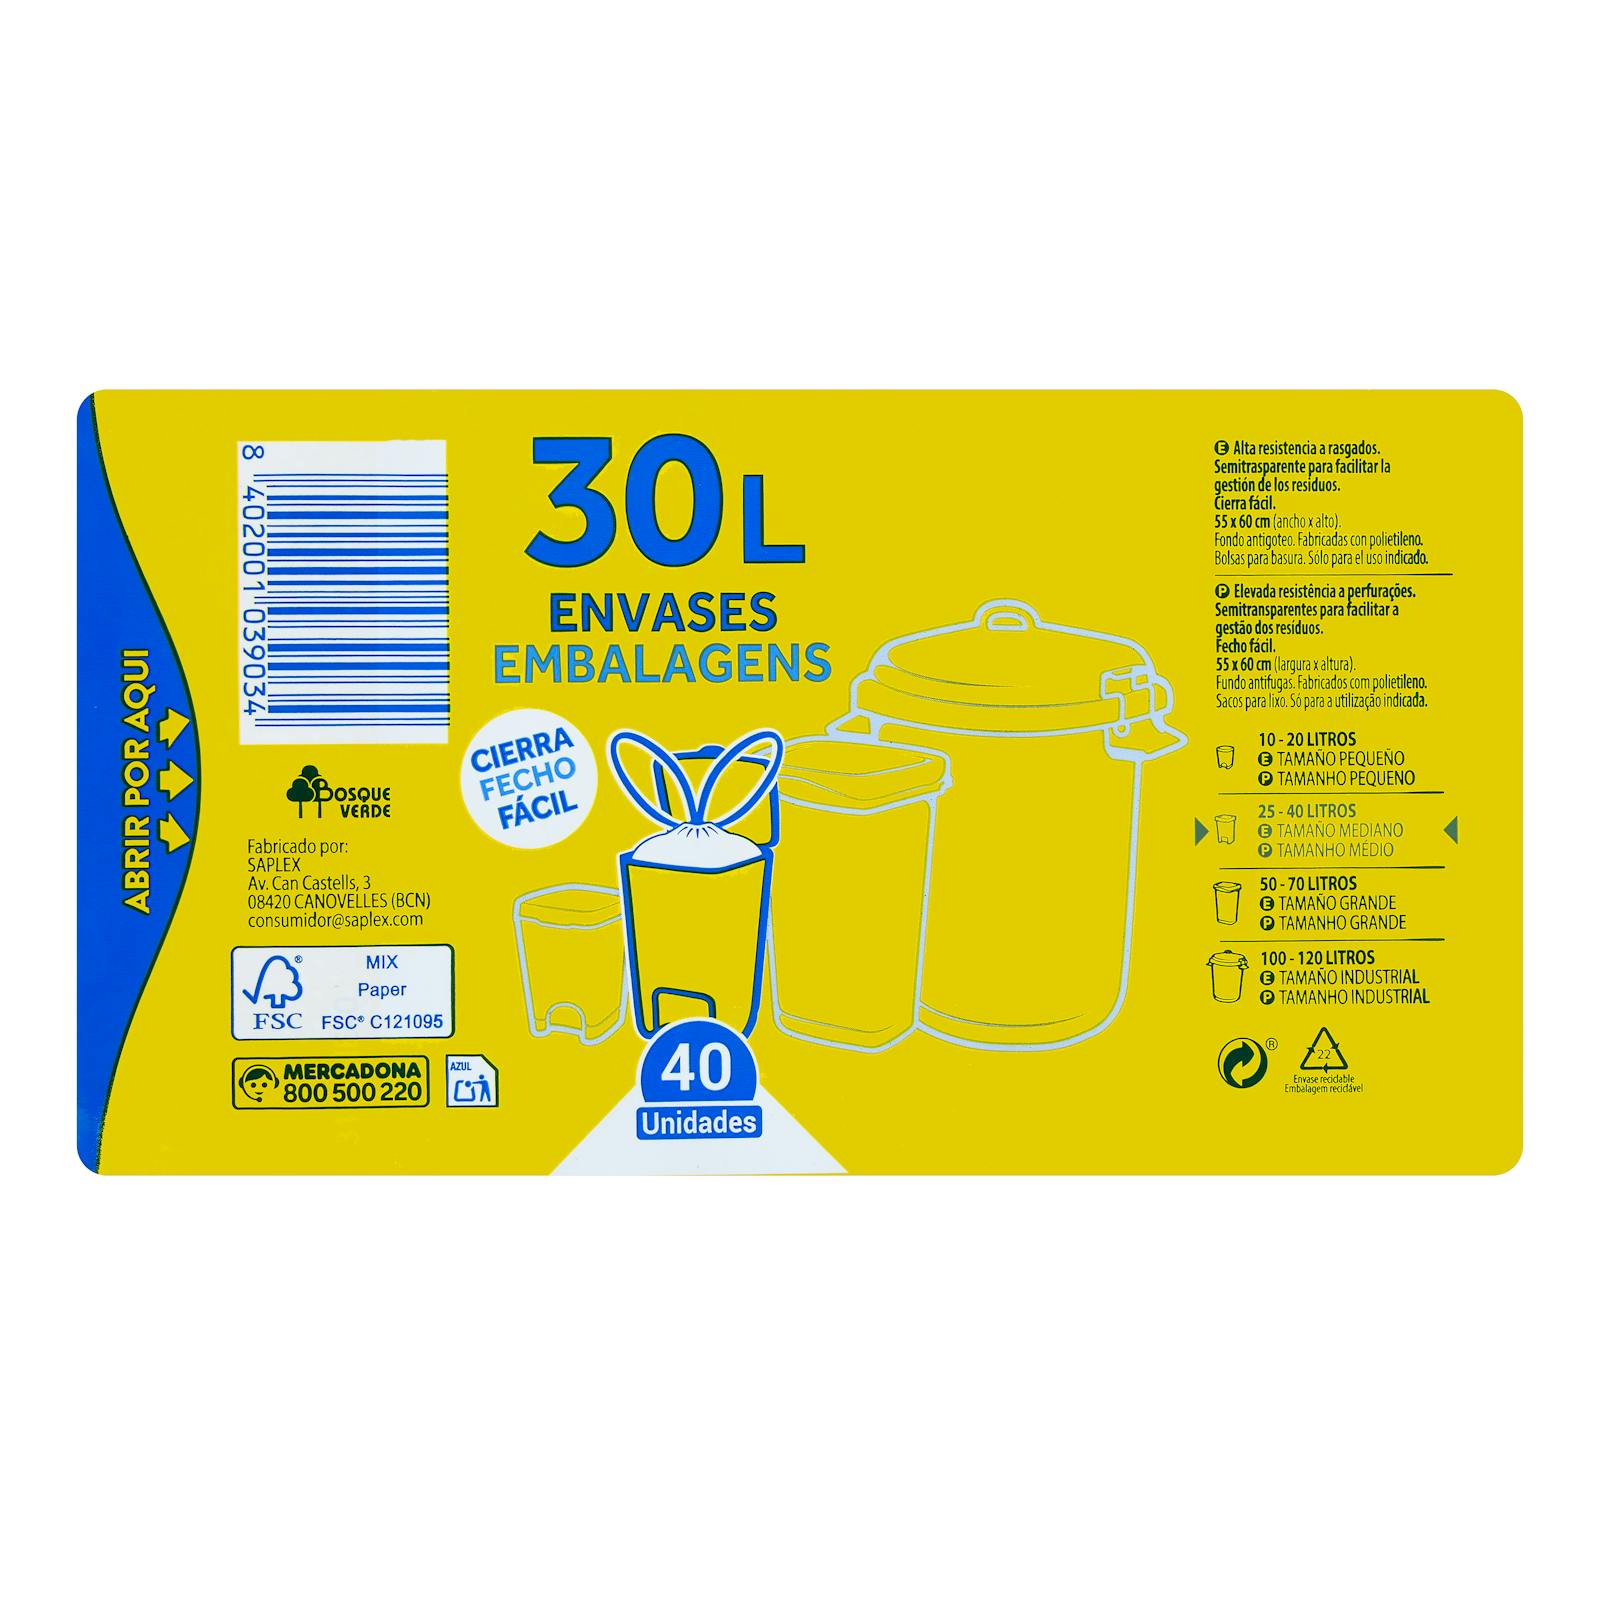 ABRIR POR AQUI
8 402001 039034
BOSQUE
VERDE
Fabricado por:
SAPLEX
Av. Can Castells, 3
08420 CANOVELLES (BCN)
consumidor@saplex.com
FSC
®
MIX
Paper
FSC® C121095
MERCADONA
800 500 220
AZUL
30L
ENVASES
EMBALAGENS
CIERRA
FECHO
FÁCIL
40
Unidades
E Alta resistencia a rasgados.
Semitrasparente para facilitar la
gestión de los residuos.
Cierra fácil.
55 x 60 cm (ancho x alto).
Fondo antigoteo. Fabricadas con polietileno.
Bolsas para basura. Sólo para el uso indicado.
P Elevada resistência a perfurações.
Semitransparentes para facilitar a
gestão dos resíduos.
Fecho fácil.
55 x 60 cm (largura x altura).
Fundo antifugas. Fabricados com polietileno.
Sacos para lixo. Só para a utilização indicada.
10 - 20 LITROS
E TAMAÑO PEQUEÑO
P TAMANHO PEQUENO
25 - 40 LITROS
E TAMAÑO MEDIANO
P TAMANHO MÉDIO
50 - 70 LITROS
E TAMAÑO GRANDE
P TAMANHO GRANDE
100 - 120 LITROS
E TAMAÑO INDUSTRIAL
P TAMANHO INDUSTRIAL
®
22
Envase reciclable
Embalagem reciclável